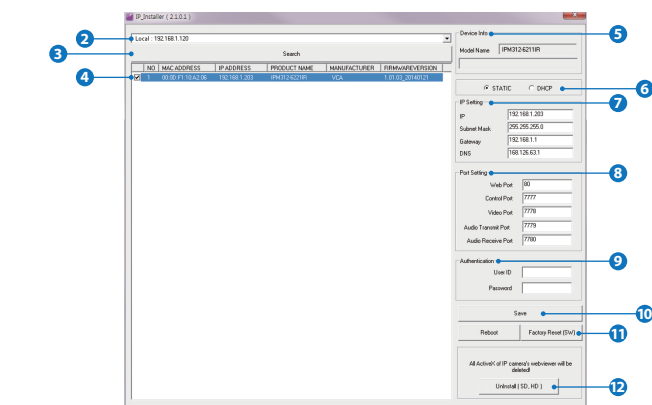 IP_Installer ( 2.1.0.1 )
2
Local : 192.168.1.120
3
Search
NO MAC ADDRESS IP ADDRESS PRODUCT NAME MANUFACTURER FIRMWAREVERSION
4
1 00:0D:F1:10:A2:06 192.168.1.203 IPM312-6211IR VCA 1.01.03_20140121
Device Info
5
Model Name IPM312-6211IR
STATIC DHCP
6
IP Setting
7
IP 192.168.1.203
Subnet Mask 255.255.255.0
Gateway 192.168.1.1
DNS 168.126.63.1
Port Setting
8
Web Port 80
Control Port 7777
Video Port 7778
Audio Transmit Port 7779
Audio Receive Port 7780
Authentication
9
User ID
Password
Save
10
Reboot Factory Reset (SW)
11
All ActiveX of IP camera's webviewer will be
deleted!
UnInstall ( SD, HD )
12